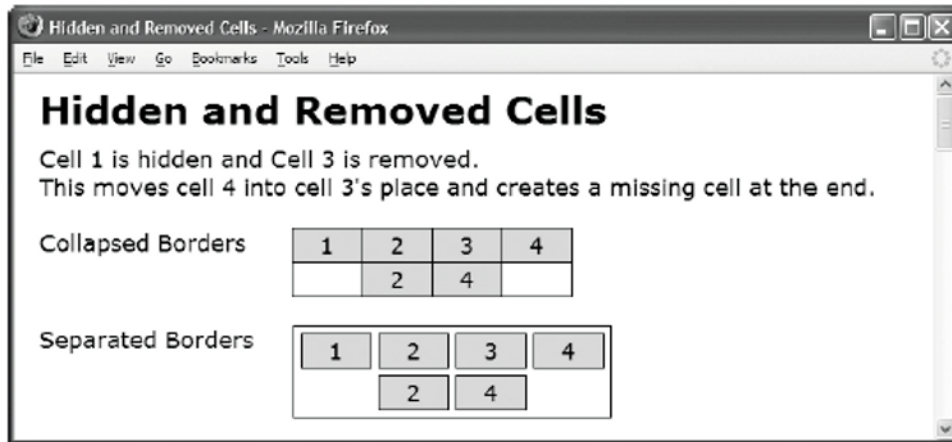 Hidden and Removed Cells - Mozilla Firefox
File Edit View Go Bookmarks Tools Help
Hidden and Removed Cells
Cell 1 is hidden and Cell 3 is removed.
This moves cell 4 into cell 3's place and creates a missing cell at the end.
Collapsed Borders 1 2 3 4
2 4
Separated Borders 1 2 3 4
2 4